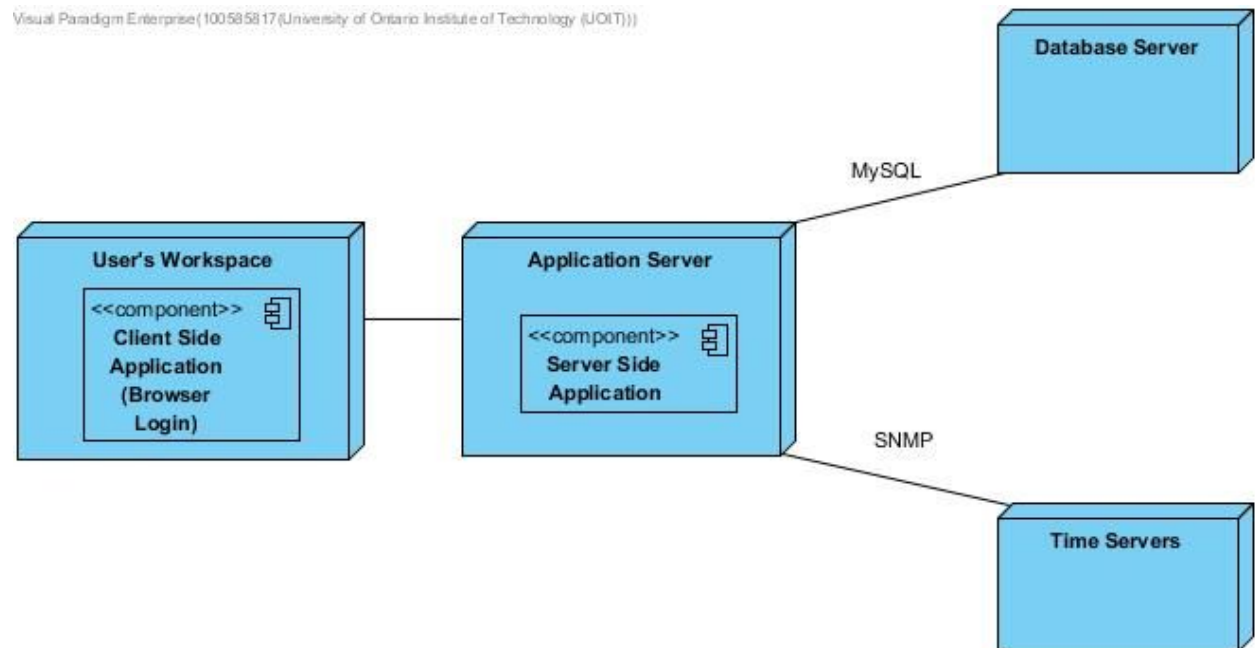 Visual Paradigm Enterprise(100585817(University of Ontario Institute of Technology (UOIT)))
Database Server
MySQL
User's Workspace
<<component>>
Client Side
Application
(Browser
Login)
Application Server
<<component>>
Server Side
Application
SNMP
Time Servers